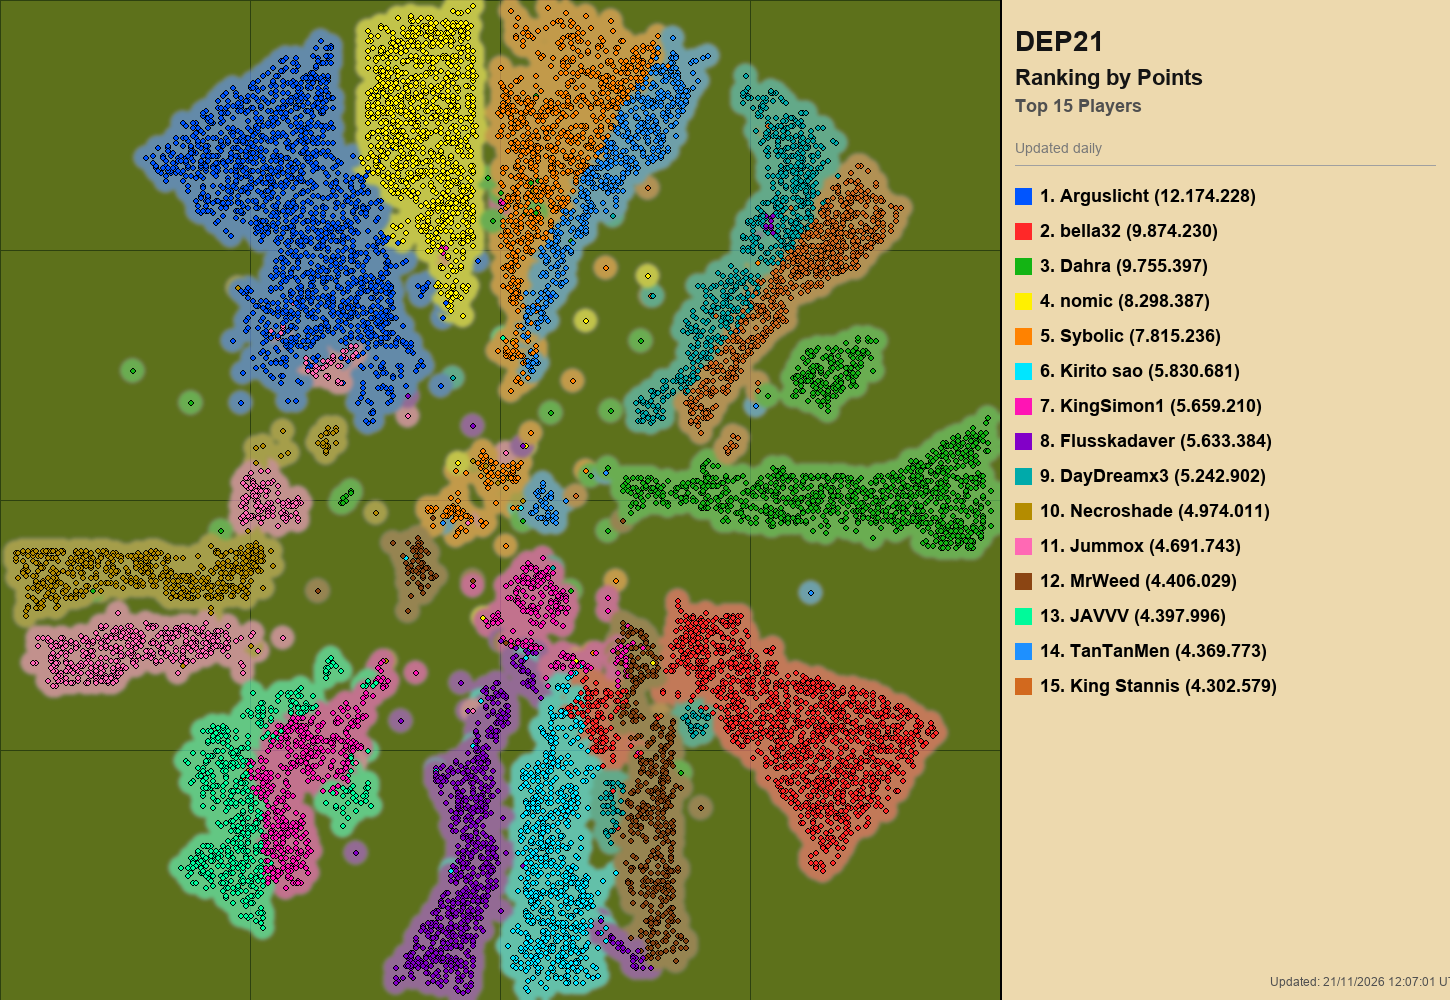 DEP21
Ranking by Points
Top 15 Players
Updated daily
1. Arguslicht (12.174.228)
2. bella32 (9.874.230)
3. Dahra (9.755.397)
4. nomic (8.298.387)
5. Sybolic (7.815.236)
6. Kirito sao (5.830.681)
7. KingSimon1 (5.659.210)
8. Flusskadaver (5.633.384)
9. DayDreamx3 (5.242.902)
10. Necroshade (4.974.011)
11. Jummox (4.691.743)
12. MrWeed (4.406.029)
13. JAVVV (4.397.996)
14. TanTanMen (4.369.773)
15. King Stannis (4.302.579)
Updated: 21/11/2026 12:07:01